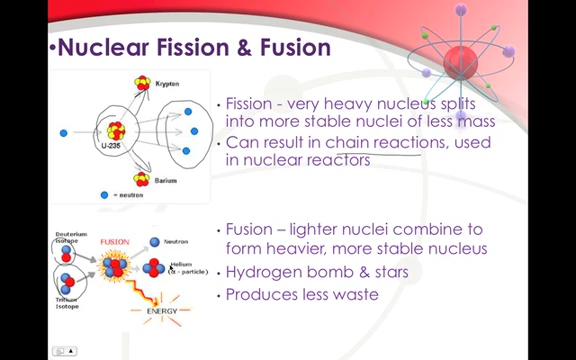 •Nuclear Fission & Fusion
Krypton
U-235
Barium
= neutron
• Fission - very heavy nucleus splits
into more stable nuclei of less mass
• Can result in chain reactions, used
in nuclear reactors
Deuterium
Isotope
FUSION
Neutron
Helium
(α - particle)
Tritium
Isotope
ENERGY
• Fusion – lighter nuclei combine to
form heavier, more stable nucleus
• Hydrogen bomb & stars
• Produces less waste